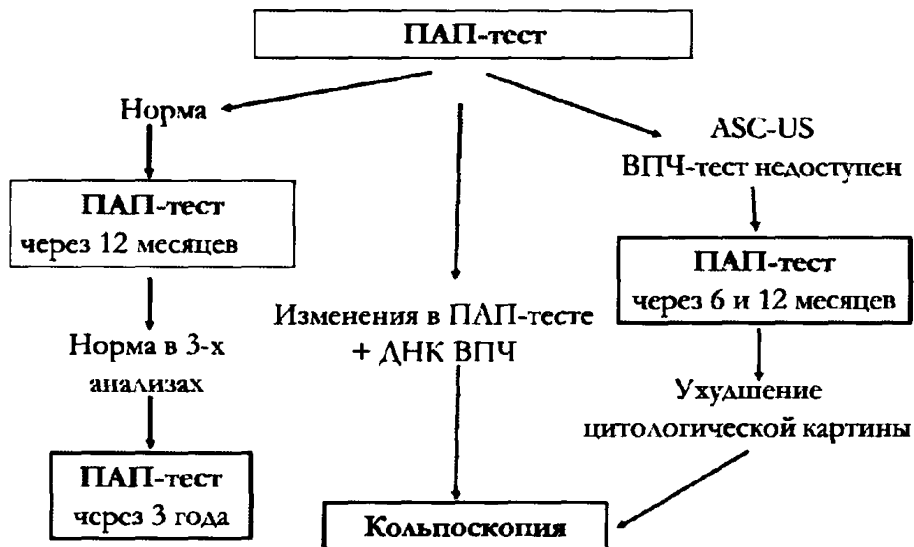 ПАП-тест
Норма
ПАП-тест
через 12 месяцев
Норма в 3-х
анализах
ПАП-тест
через 3 года
Изменения в ПАП-тесте
+ ДНК ВПЧ
Кольпоскопия
ASC-US
ВПЧ-тест недоступен
ПАП-тест
через 6 и 12 месяцев
Ухудшение
цитологической картины